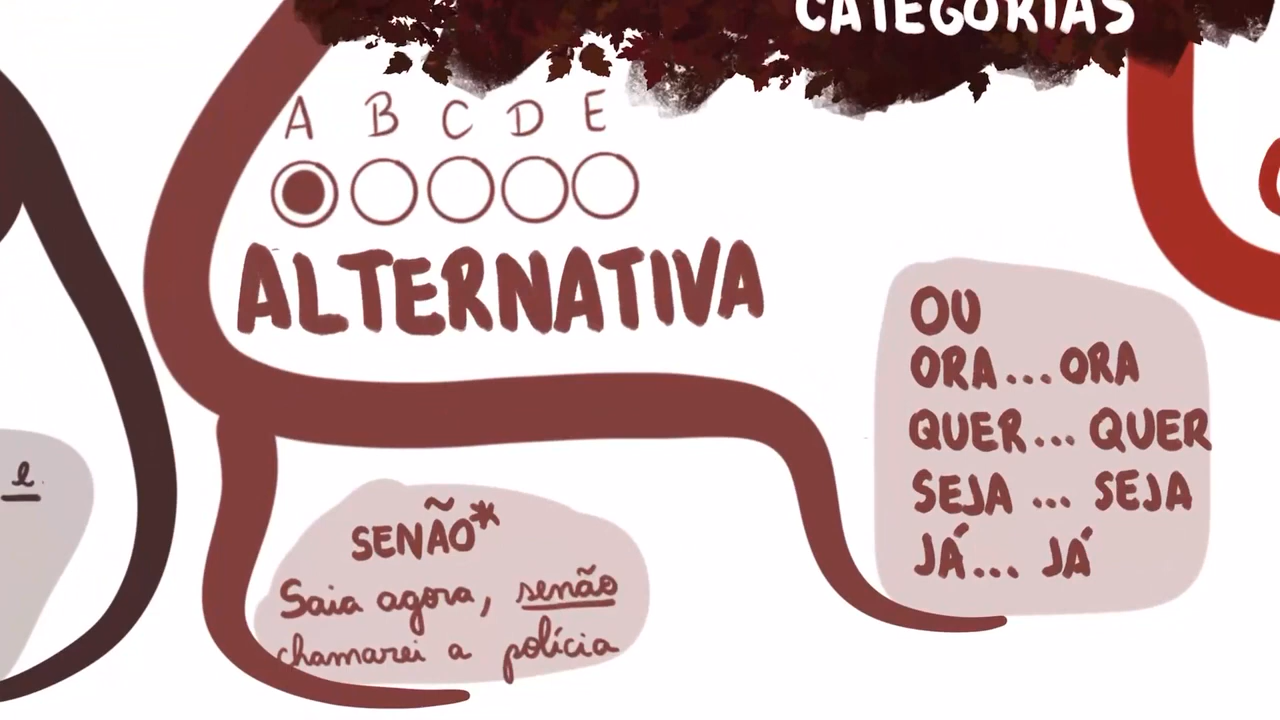 CATEGORIAS
A B C D E
ALTERNATIVA
OU
ORA... ORA
QUER... QUER
SEJA ... SEJA
JÁ... JÁ
e.
SENÃO*
Saia agora, senão
chamarei a polícia